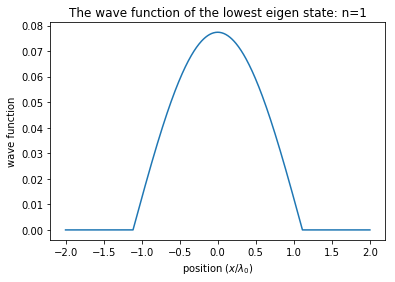 The wave function of the lowest eigen state: n=1
0.08
0.07
0.06
0.05
0.04
0.03
0.02
0.01
0.00
wave function
−2.0 −1.5 −1.0 −0.5 0.0 0.5 1.0 1.5 2.0
position (x/λ₀)